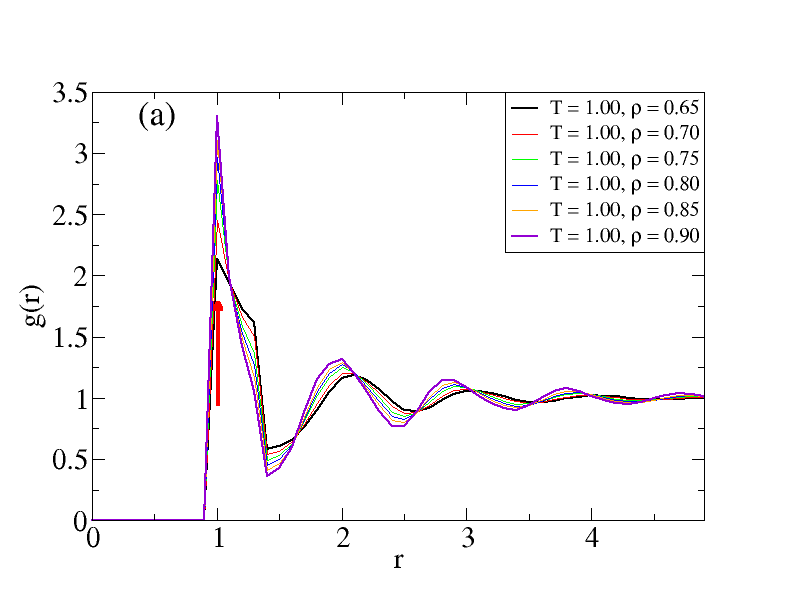 (a)
T = 1.00, ρ = 0.65
T = 1.00, ρ = 0.70
T = 1.00, ρ = 0.75
T = 1.00, ρ = 0.80
T = 1.00, ρ = 0.85
T = 1.00, ρ = 0.90
3.5
3
2.5
2
1.5
1
0.5
0
g(r)
0 1 2 3 4
r